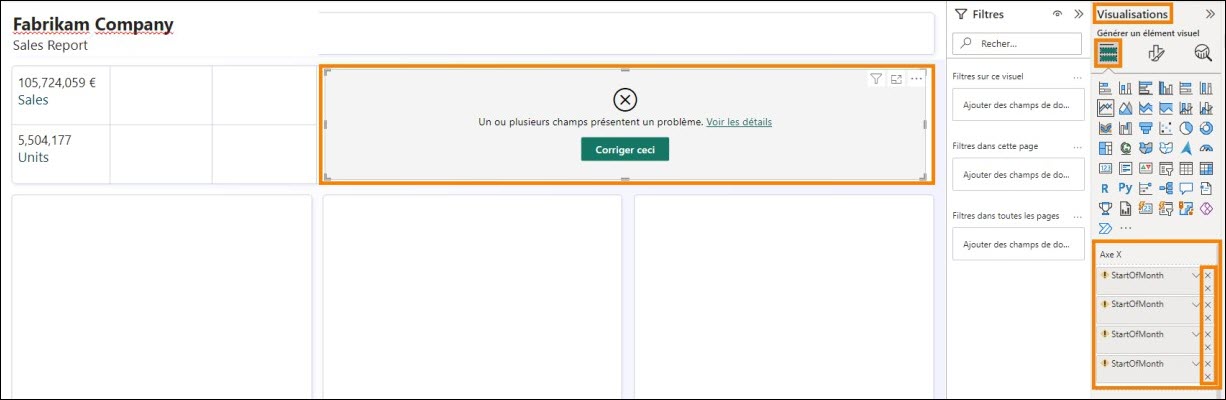 Fabrikam Company
Sales Report
105,724,059 €
Sales
5,504,177
Units
Un ou plusieurs champs présentent un problème. Voir les détails
Corriger ceci
Filtres
Recher...
Filtres sur ce visuel
Ajouter des champs de do...
Filtres dans cette page
Ajouter des champs de do...
Filtres dans toutes les pages
Ajouter des champs de do...
Visualisations
Générer un élément visuel
123
R
Py
Axe X
StartOfMonth
StartOfMonth
StartOfMonth
StartOfMonth